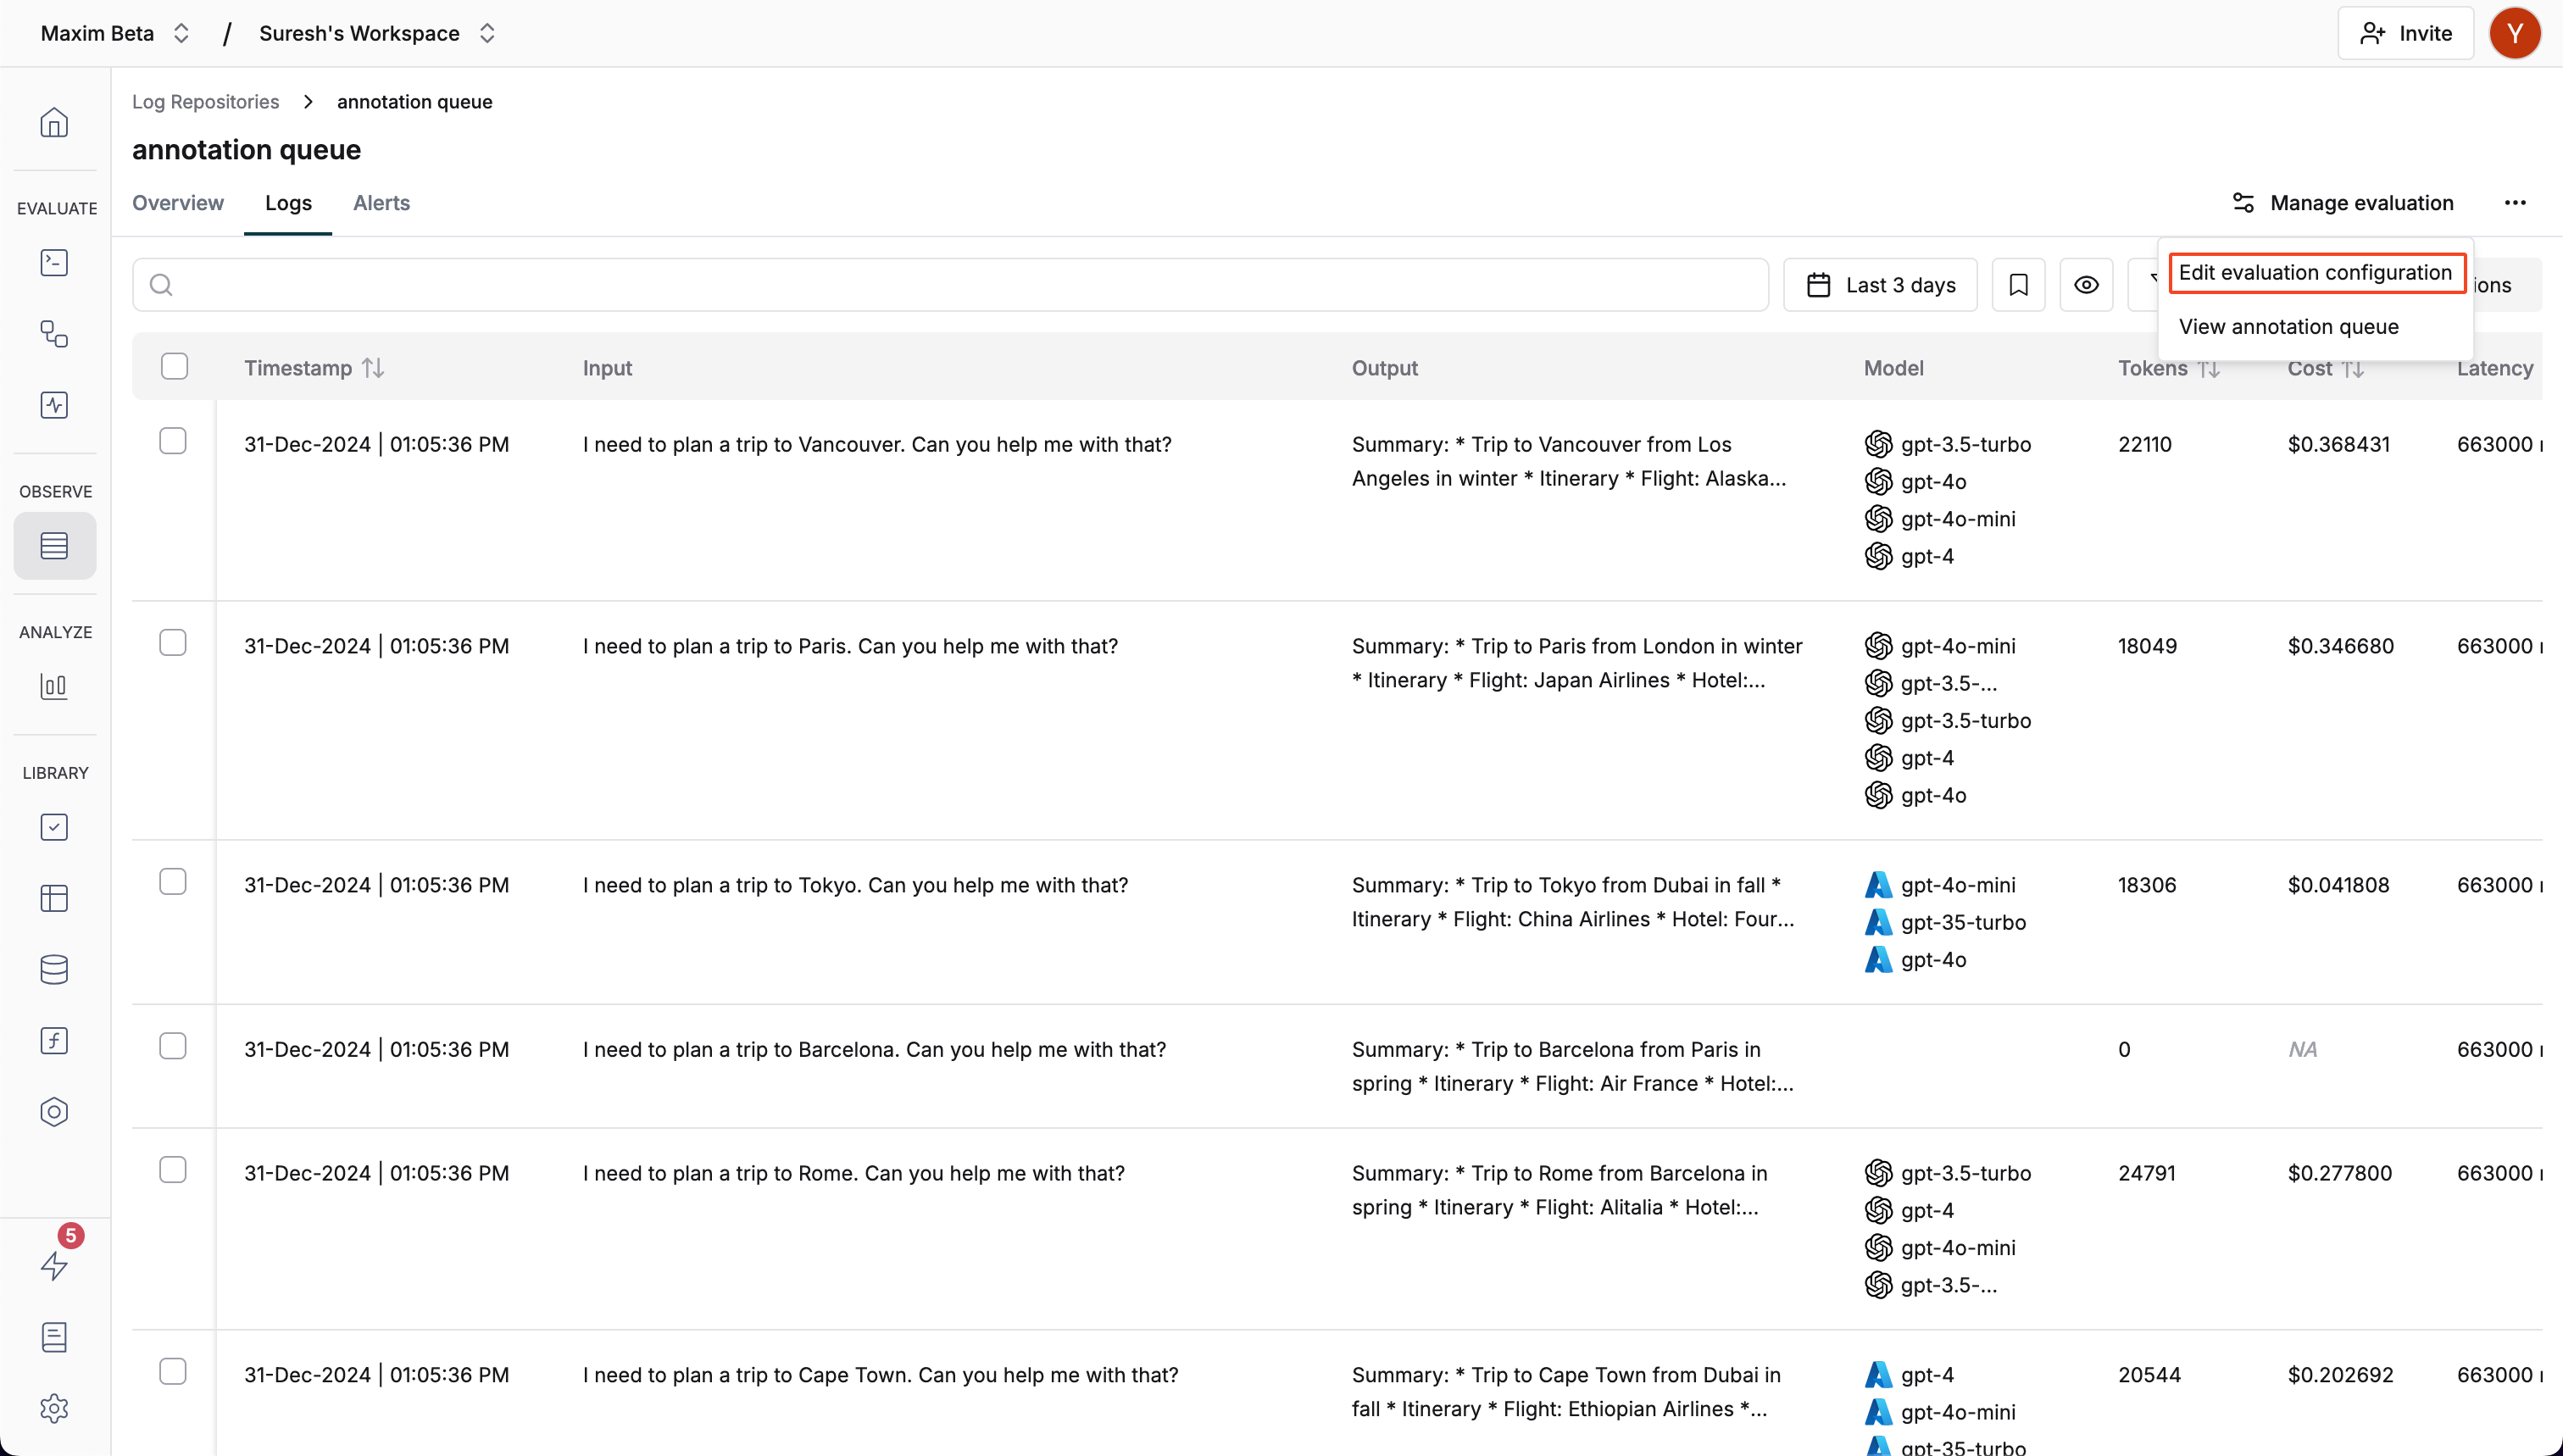 Maxim Beta / Suresh's Workspace
Invite
Y
Log Repositories > annotation queue
annotation queue
Overview Logs Alerts
Manage evaluation
EVALUATE
OBSERVE
ANALYZE
LIBRARY
5
Last 3 days
Edit evaluation configuration
View annotation queue
Timestamp Input Output Model Tokens Cost Latency
31-Dec-2024 | 01:05:36 PM I need to plan a trip to Vancouver. Can you help me with that? Summary: * Trip to Vancouver from Los gpt-3.5-turbo 22110 $0.368431 663000
Angeles in winter * Itinerary * Flight: Alaska... gpt-4o
gpt-4o-mini
gpt-4
31-Dec-2024 | 01:05:36 PM I need to plan a trip to Paris. Can you help me with that? Summary: * Trip to Paris from London in winter gpt-4o-mini 18049 $0.346680 663000
* Itinerary * Flight: Japan Airlines * Hotel:... gpt-3.5-...
gpt-3.5-turbo
gpt-4
gpt-4o
31-Dec-2024 | 01:05:36 PM I need to plan a trip to Tokyo. Can you help me with that? Summary: * Trip to Tokyo from Dubai in fall * gpt-4o-mini 18306 $0.041808 663000
Itinerary * Flight: China Airlines * Hotel: Four... gpt-35-turbo
gpt-4o
31-Dec-2024 | 01:05:36 PM I need to plan a trip to Barcelona. Can you help me with that? Summary: * Trip to Barcelona from Paris in 0 NA 663000
spring * Itinerary * Flight: Air France * Hotel:...
31-Dec-2024 | 01:05:36 PM I need to plan a trip to Rome. Can you help me with that? Summary: * Trip to Rome from Barcelona in gpt-3.5-turbo 24791 $0.277800 663000
spring * Itinerary * Flight: Alitalia * Hotel:... gpt-4
gpt-4o-mini
gpt-3.5-...
31-Dec-2024 | 01:05:36 PM I need to plan a trip to Cape Town. Can you help me with that? Summary: * Trip to Cape Town from Dubai in gpt-4 20544 $0.202692 663000
fall * Itinerary * Flight: Ethiopian Airlines *... gpt-4o-mini
gpt-35-turbo